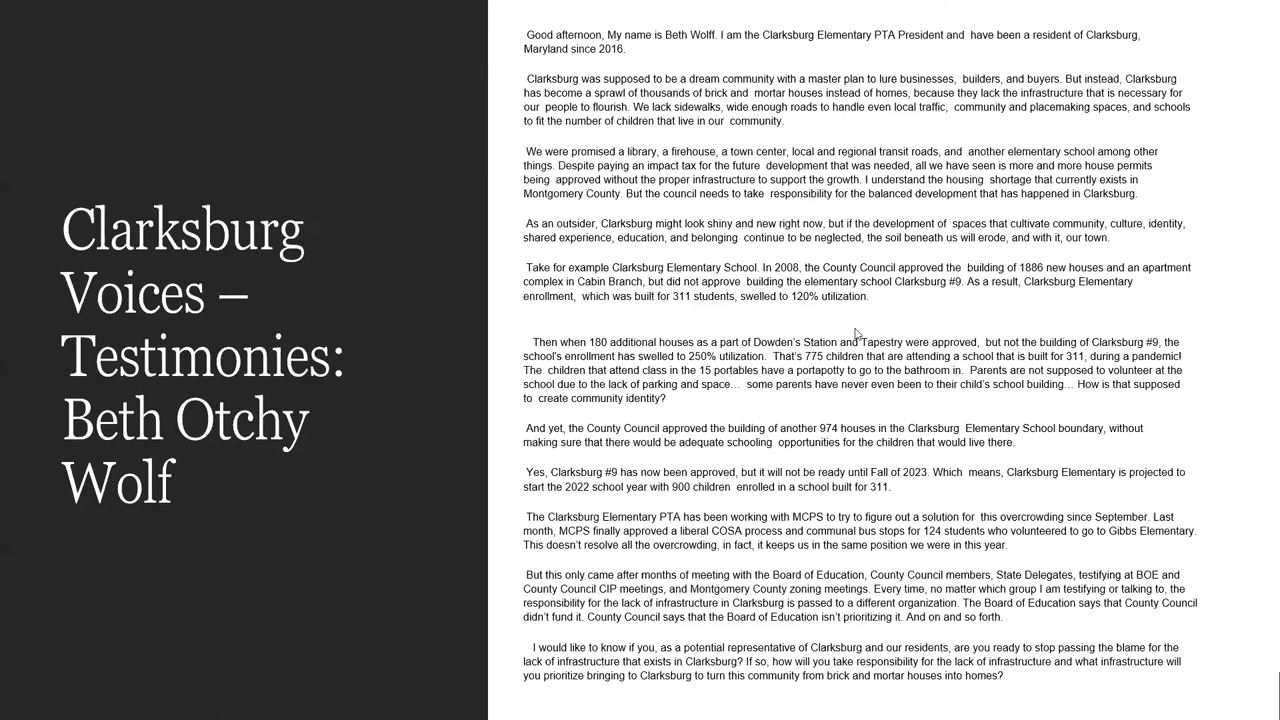 Clarksburg
Voices –
Testimonies:
Beth Otchy
Wolf
Good afternoon, My name is Beth Wolff. I am the Clarksburg Elementary PTA President and have been a resident of Clarksburg,
Maryland since 2016.
Clarksburg was supposed to be a dream community with a master plan to lure businesses, builders, and buyers. But instead, Clarksburg
has become a sprawl of thousands of brick and mortar houses instead of homes, because they lack the infrastructure that is necessary for
our people to flourish. We lack sidewalks, wide enough roads to handle even local traffic, community and placemaking spaces, and schools
to fit the number of children that live in our community.
We were promised a library, a firehouse, a town center, local and regional transit roads, and another elementary school among other
things. Despite paying an impact tax for the future development that was needed, all we have seen is more and more house permits
being approved without the proper infrastructure to support the growth. I understand the housing shortage that currently exists in
Montgomery County. But the council needs to take responsibility for the balanced development that has happened in Clarksburg.
As an outsider, Clarksburg might look shiny and new right now, but if the development of spaces that cultivate community, culture, identity,
shared experience, education, and belonging continue to be neglected, the soil beneath us will erode, and with it, our town.
Take for example Clarksburg Elementary School. In 2008, the County Council approved the building of 1886 new houses and an apartment
complex in Cabin Branch, but did not approve building the elementary school Clarksburg #9. As a result, Clarksburg Elementary
enrollment, which was built for 311 students, swelled to 120% utilization.
Then when 180 additional houses as a part of Dowden's Station and Tapestry were approved, but not the building of Clarksburg #9, the
school's enrollment has swelled to 250% utilization. That's 775 children that are attending a school that is built for 311, during a pandemic!
The children that attend class in the 15 portables have a portapotty to go to the bathroom in. Parents are not supposed to volunteer at the
school due to the lack of parking and space... some parents have never even been to their child's school building... How is that supposed
to create community identity?
And yet, the County Council approved the building of another 974 houses in the Clarksburg Elementary School boundary, without
making sure that there would be adequate schooling opportunities for the children that would live there.
Yes, Clarksburg #9 has now been approved, but it will not be ready until Fall of 2023. Which means, Clarksburg Elementary is projected to
start the 2022 school year with 900 children enrolled in a school built for 311.
The Clarksburg Elementary PTA has been working with MCPS to try to figure out a solution for this overcrowding since September. Last
month, MCPS finally approved a liberal COSA process and communal bus stops for 124 students who volunteered to go to Gibbs Elementary.
This doesn't resolve all the overcrowding, in fact, it keeps us in the same position we were in this year.
But this only came after months of meeting with the Board of Education, County Council members, State Delegates, testifying at BOE and
County Council CIP meetings, and Montgomery County zoning meetings. Every time, no matter which group I am testifying or talking to, the
responsibility for the lack of infrastructure in Clarksburg is passed to a different organization. The Board of Education says that County Council
didn't fund it. County Council says that the Board of Education isn't prioritizing it. And on and so forth.
I would like to know if you, as a potential representative of Clarksburg and our residents, are you ready to stop passing the blame for the
lack of infrastructure that exists in Clarksburg? If so, how will you take responsibility for the lack of infrastructure and what infrastructure will
you prioritize bringing to Clarksburg to turn this community from brick and mortar houses into homes?